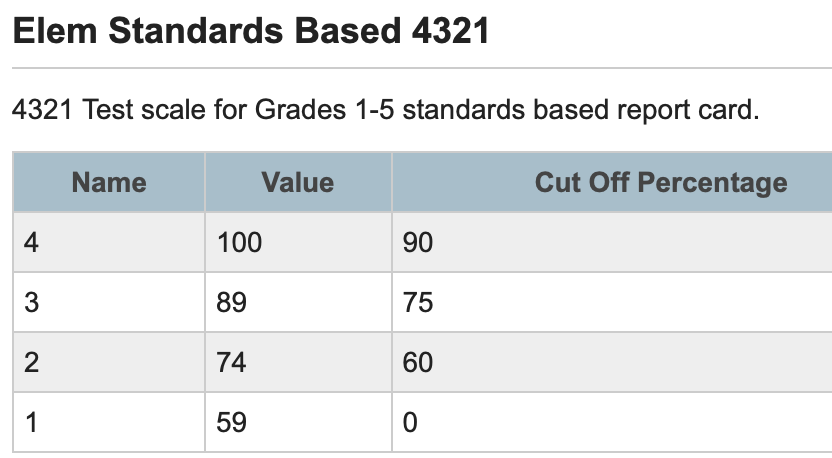 Elem Standards Based 4321
4321 Test scale for Grades 1-5 standards based report card.
Name Value Cut Off Percentage
4 100 90
3 89 75
2 74 60
1 59 0